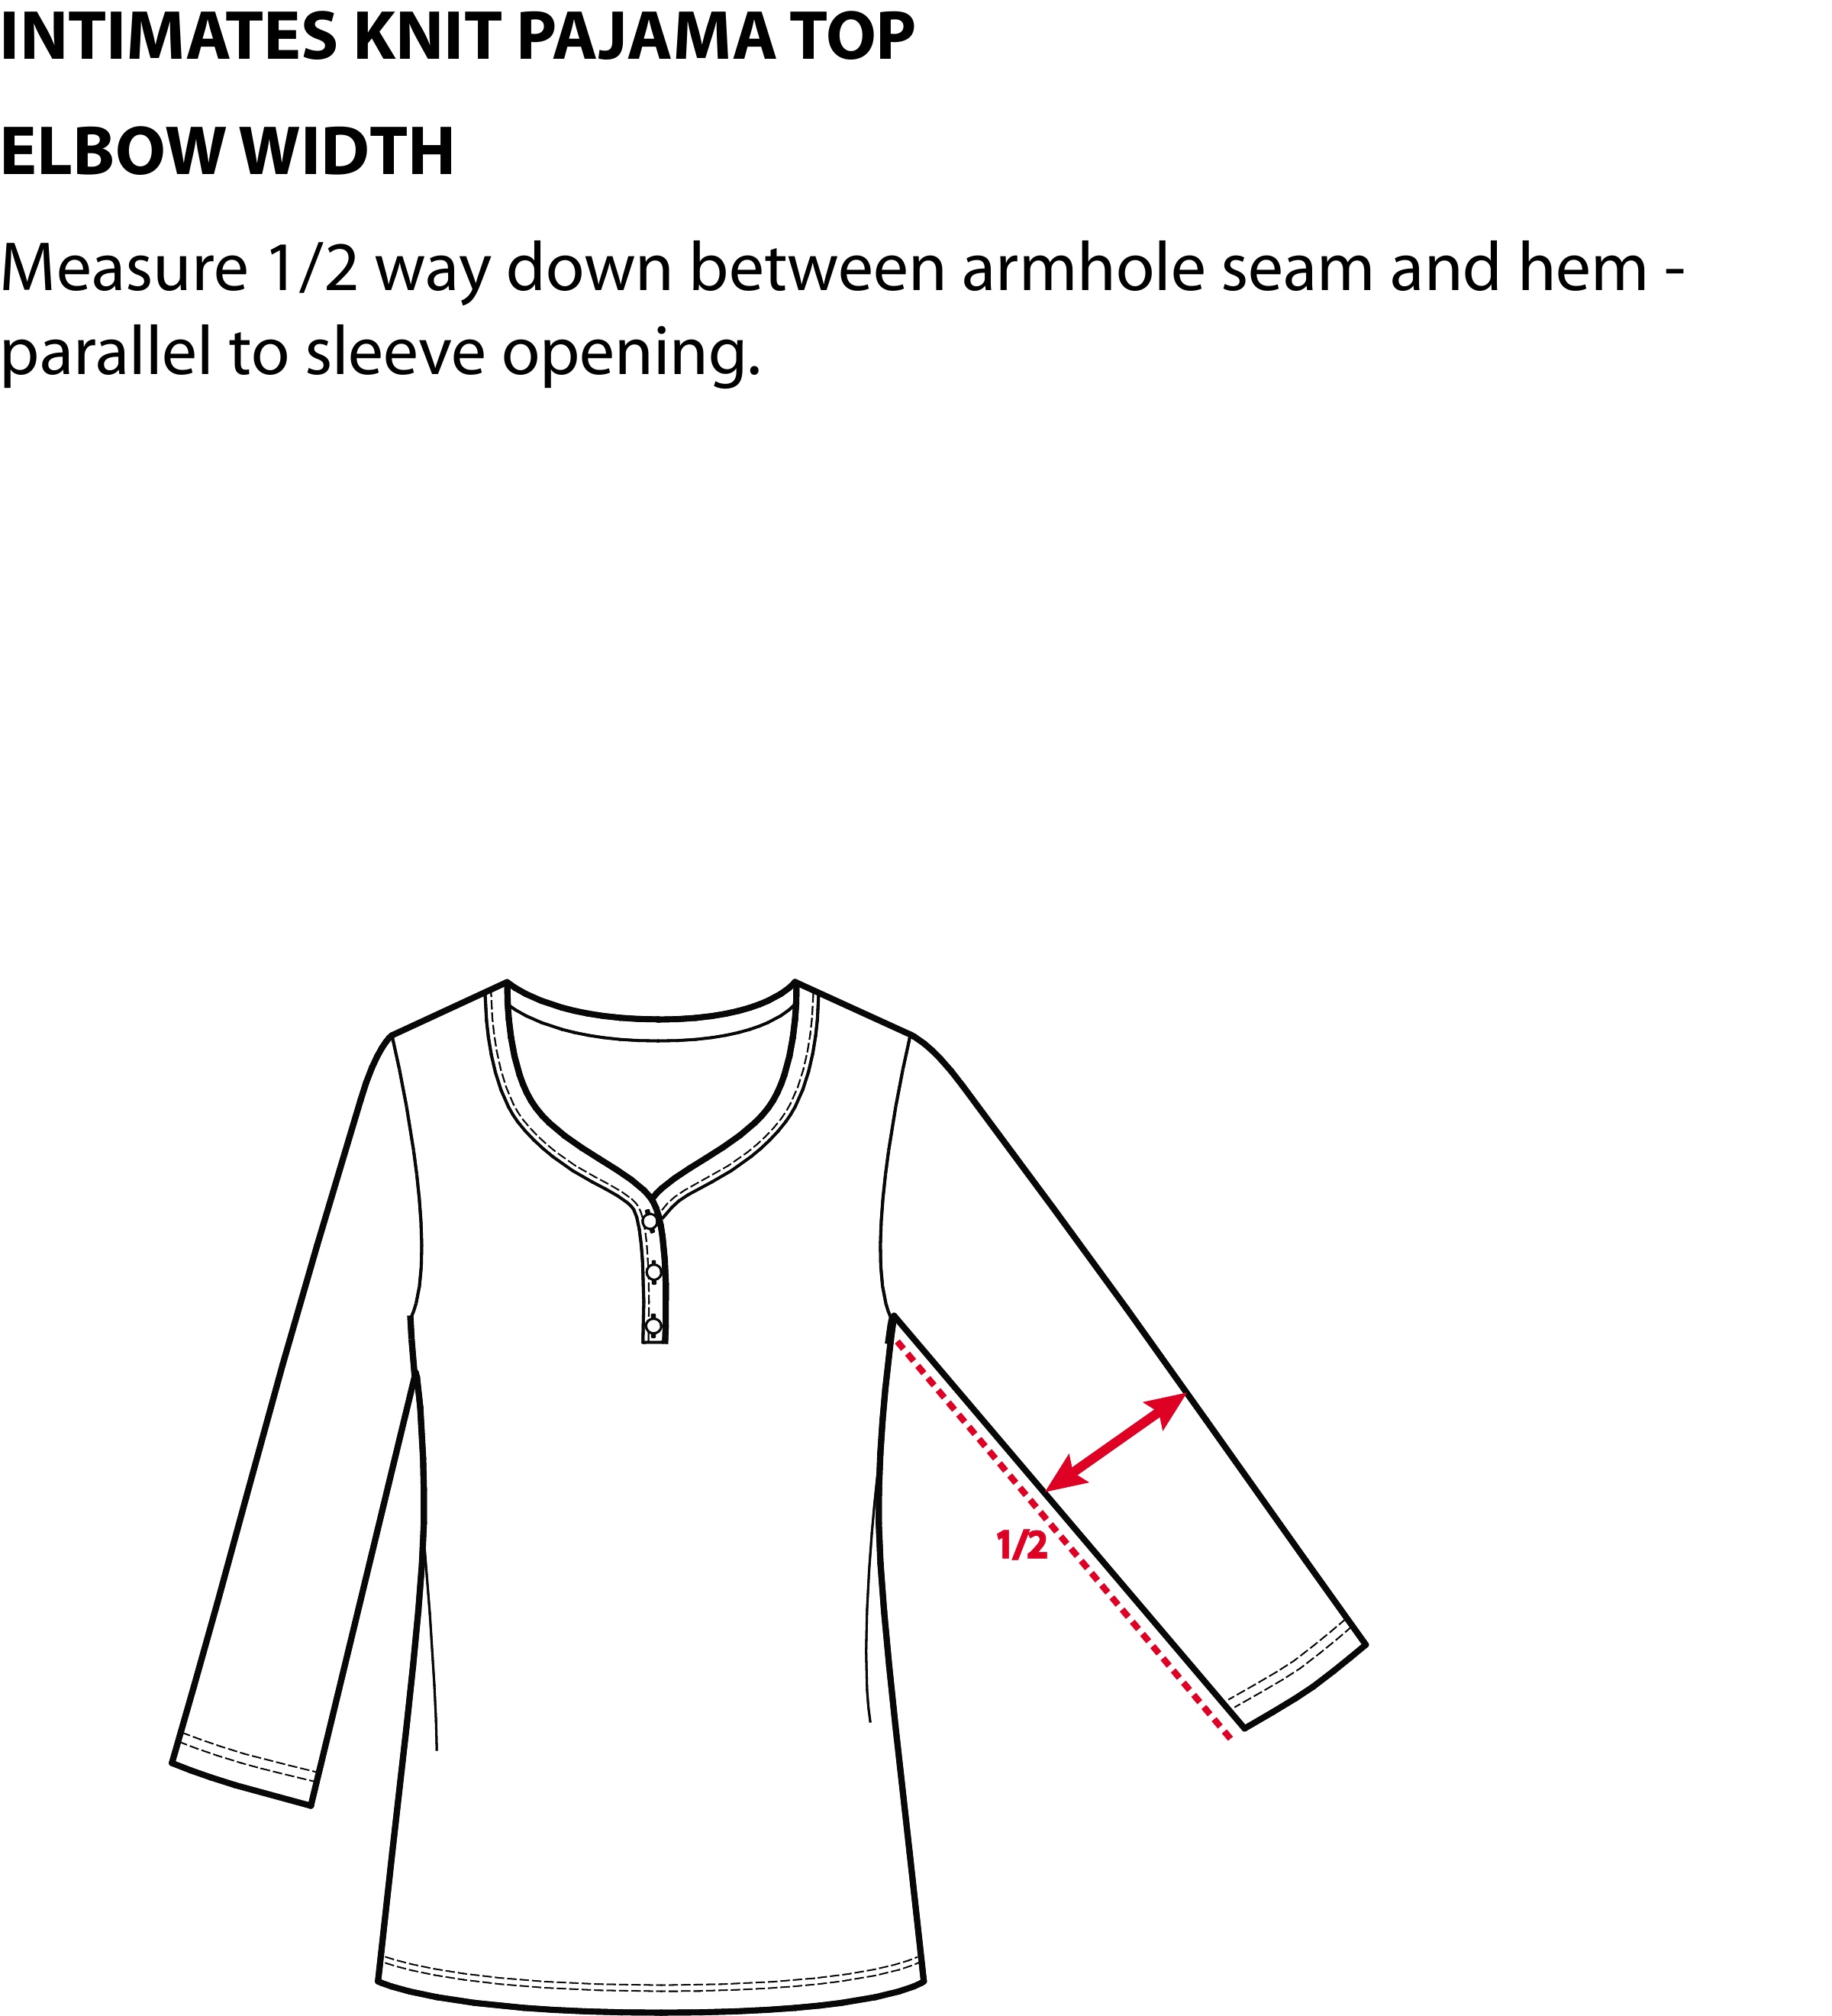 INTIMATES KNIT PAJAMA TOP
ELBOW WIDTH
Measure 1/2 way down between armhole seam and hem -
parallel to sleeve opening.
1/2